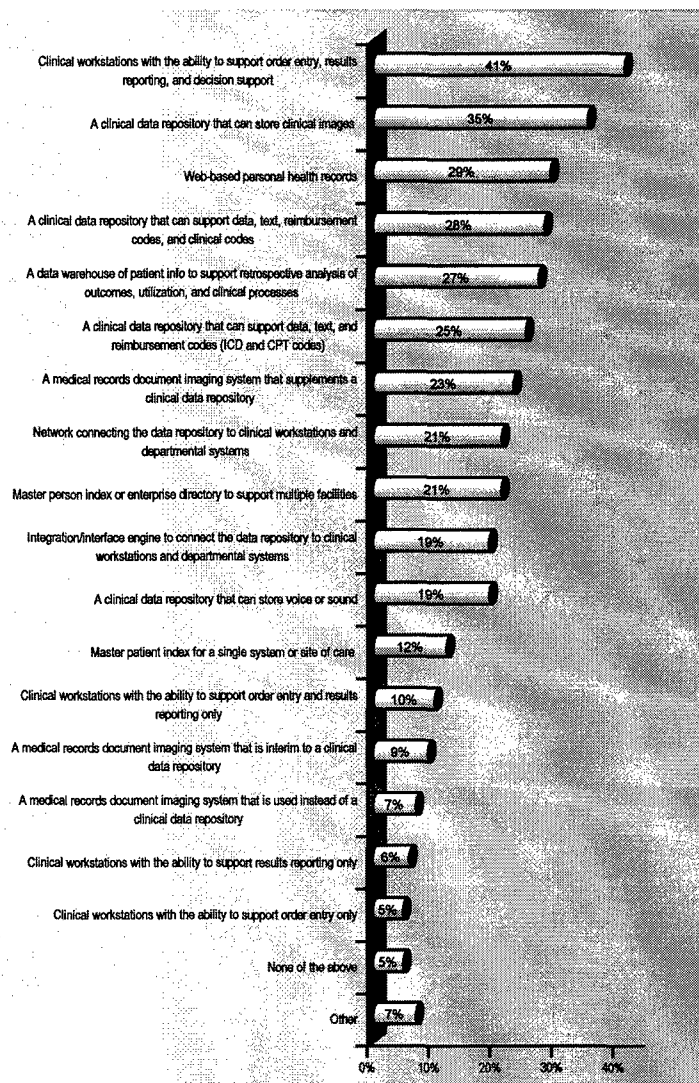 Clinical workstations with the ability to support order entry, results
reporting, and decision support
41%
A clinical data repository that can store clinical images
35%
Web-based personal health records
29%
A clinical data repository that can support data, text, reimbursement
codes, and clinical codes
28%
A data warehouse of patient info to support retrospective analysis of
outcomes, utilization, and clinical processes
27%
A clinical data repository that can support data, text, and
reimbursement codes (ICD and CPT codes)
25%
A medical records document imaging system that supplements a
clinical data repository
23%
Network connecting the data repository to clinical workstations and
departmental systems
21%
Master person index or enterprise directory to support multiple facilities
21%
Integration/interface engine to connect the data repository to clinical
workstations and departmental systems
19%
A clinical data repository that can store voice or sound
19%
Master patient index for a single system or site of care
12%
Clinical workstations with the ability to support order entry and results
reporting only
10%
A medical records document imaging system that is interim to a clinical
data repository
9%
A medical records document imaging system that is used instead of a
clinical data repository
7%
Clinical workstations with the ability to support results reporting only
6%
Clinical workstations with the ability to support order entry only
5%
None of the above
5%
Other
7%
0% 10% 20% 30% 40%